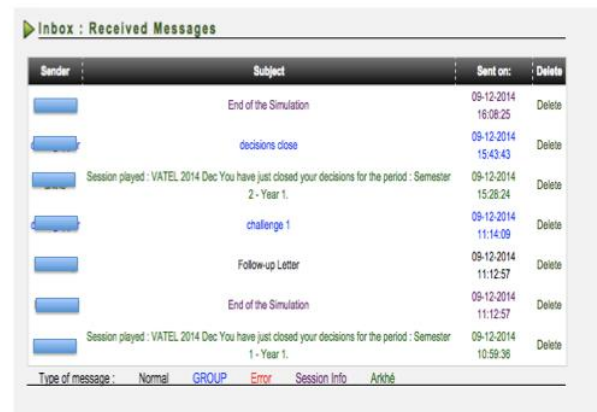 Inbox : Received Messages
Sender Subject Sent on: Delete
End of the Simulation 09-12-2014 16:08:25 Delete
decisions close 09-12-2014 15:43:43 Delete
Session played : VATEL 2014 Dec You have just closed your decisions for the period : Semester 2 - Year 1. 09-12-2014 15:28:24 Delete
challenge 1 09-12-2014 11:14:09 Delete
Follow-up Letter 09-12-2014 11:12:57 Delete
End of the Simulation 09-12-2014 11:12:57 Delete
Session played : VATEL 2014 Dec You have just closed your decisions for the period : Semester 1 - Year 1. 09-12-2014 10:59:36 Delete
Type of message : Normal GROUP Error Session Info Arkhé